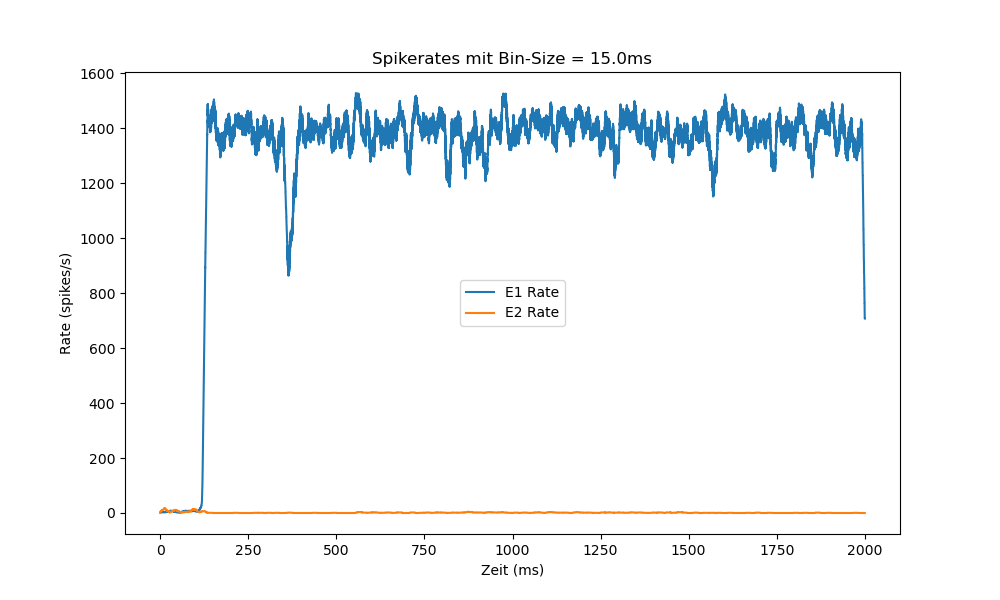 Spikerates mit Bin-Size = 15.0ms
1600
1400
1200
1000
800
600
400
200
0
Rate (spikes/s)
E1 Rate
E2 Rate
0 250 500 750 1000 1250 1500 1750 2000
Zeit (ms)